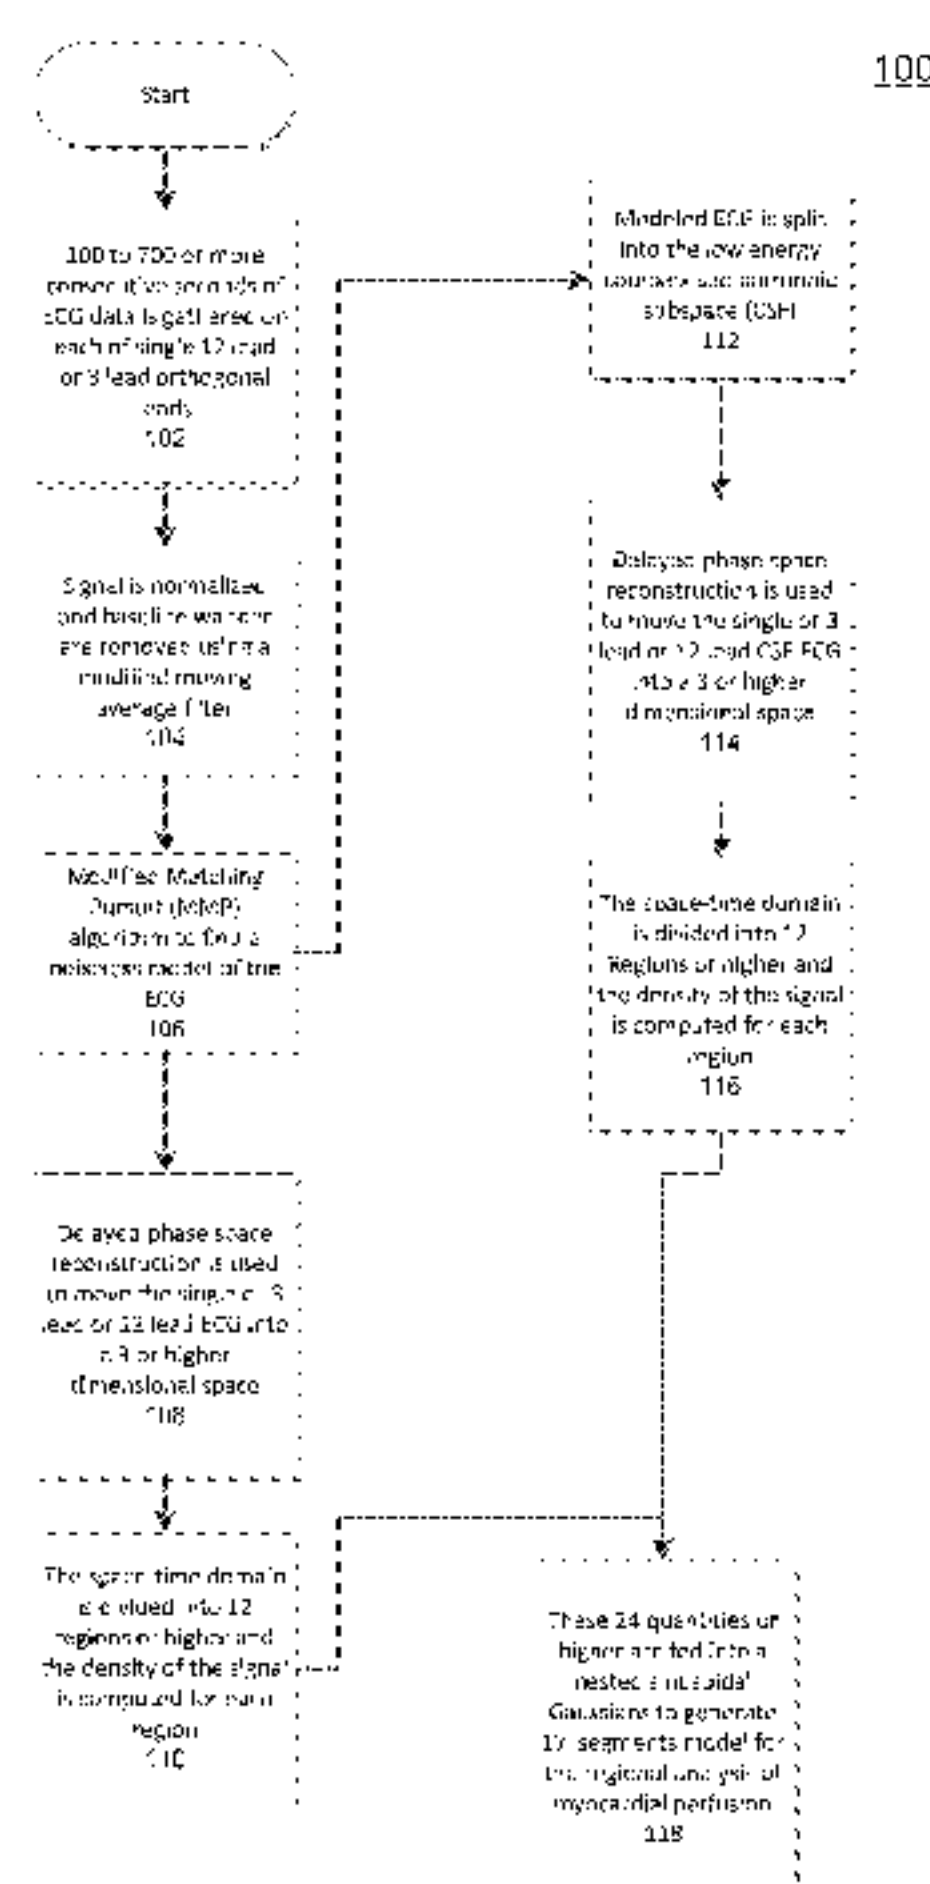 100
Start
100 to 700 or more
consecutive seconds of
ECG data is gathered on
each of single 12 lead
or 3 lead orthogonal
102
Signal is normalized
and baseline
are removed using a
modified moving
average filter
104
Modified Matching
Pursuit (MMP)
algorithm to find a
noiseless model of the
ECG
106
Delayed phase space
reconstruction is used
to move the single or 3
lead or 12 lead ECG into
a 3 or higher
dimensional space
108
The space-time domain
is divided into 12
regions or higher and
the density of the signal
is computed for each
region
110
Modeled ECG is split
into the low energy
subspace (CSF)
112
Delayed phase space
reconstruction is used
to move the single or 3
lead or 12 lead CSF ECG
into a 3 or higher
dimensional space
114
The space-time domain
is divided into 12
Regions or higher and
the density of the signal
is computed for each
region
116
These 24 quantities or
higher are fed into a
nested
Gaussians to generate
17 segments model for
the regional analysis of
myocardial perfusion
118